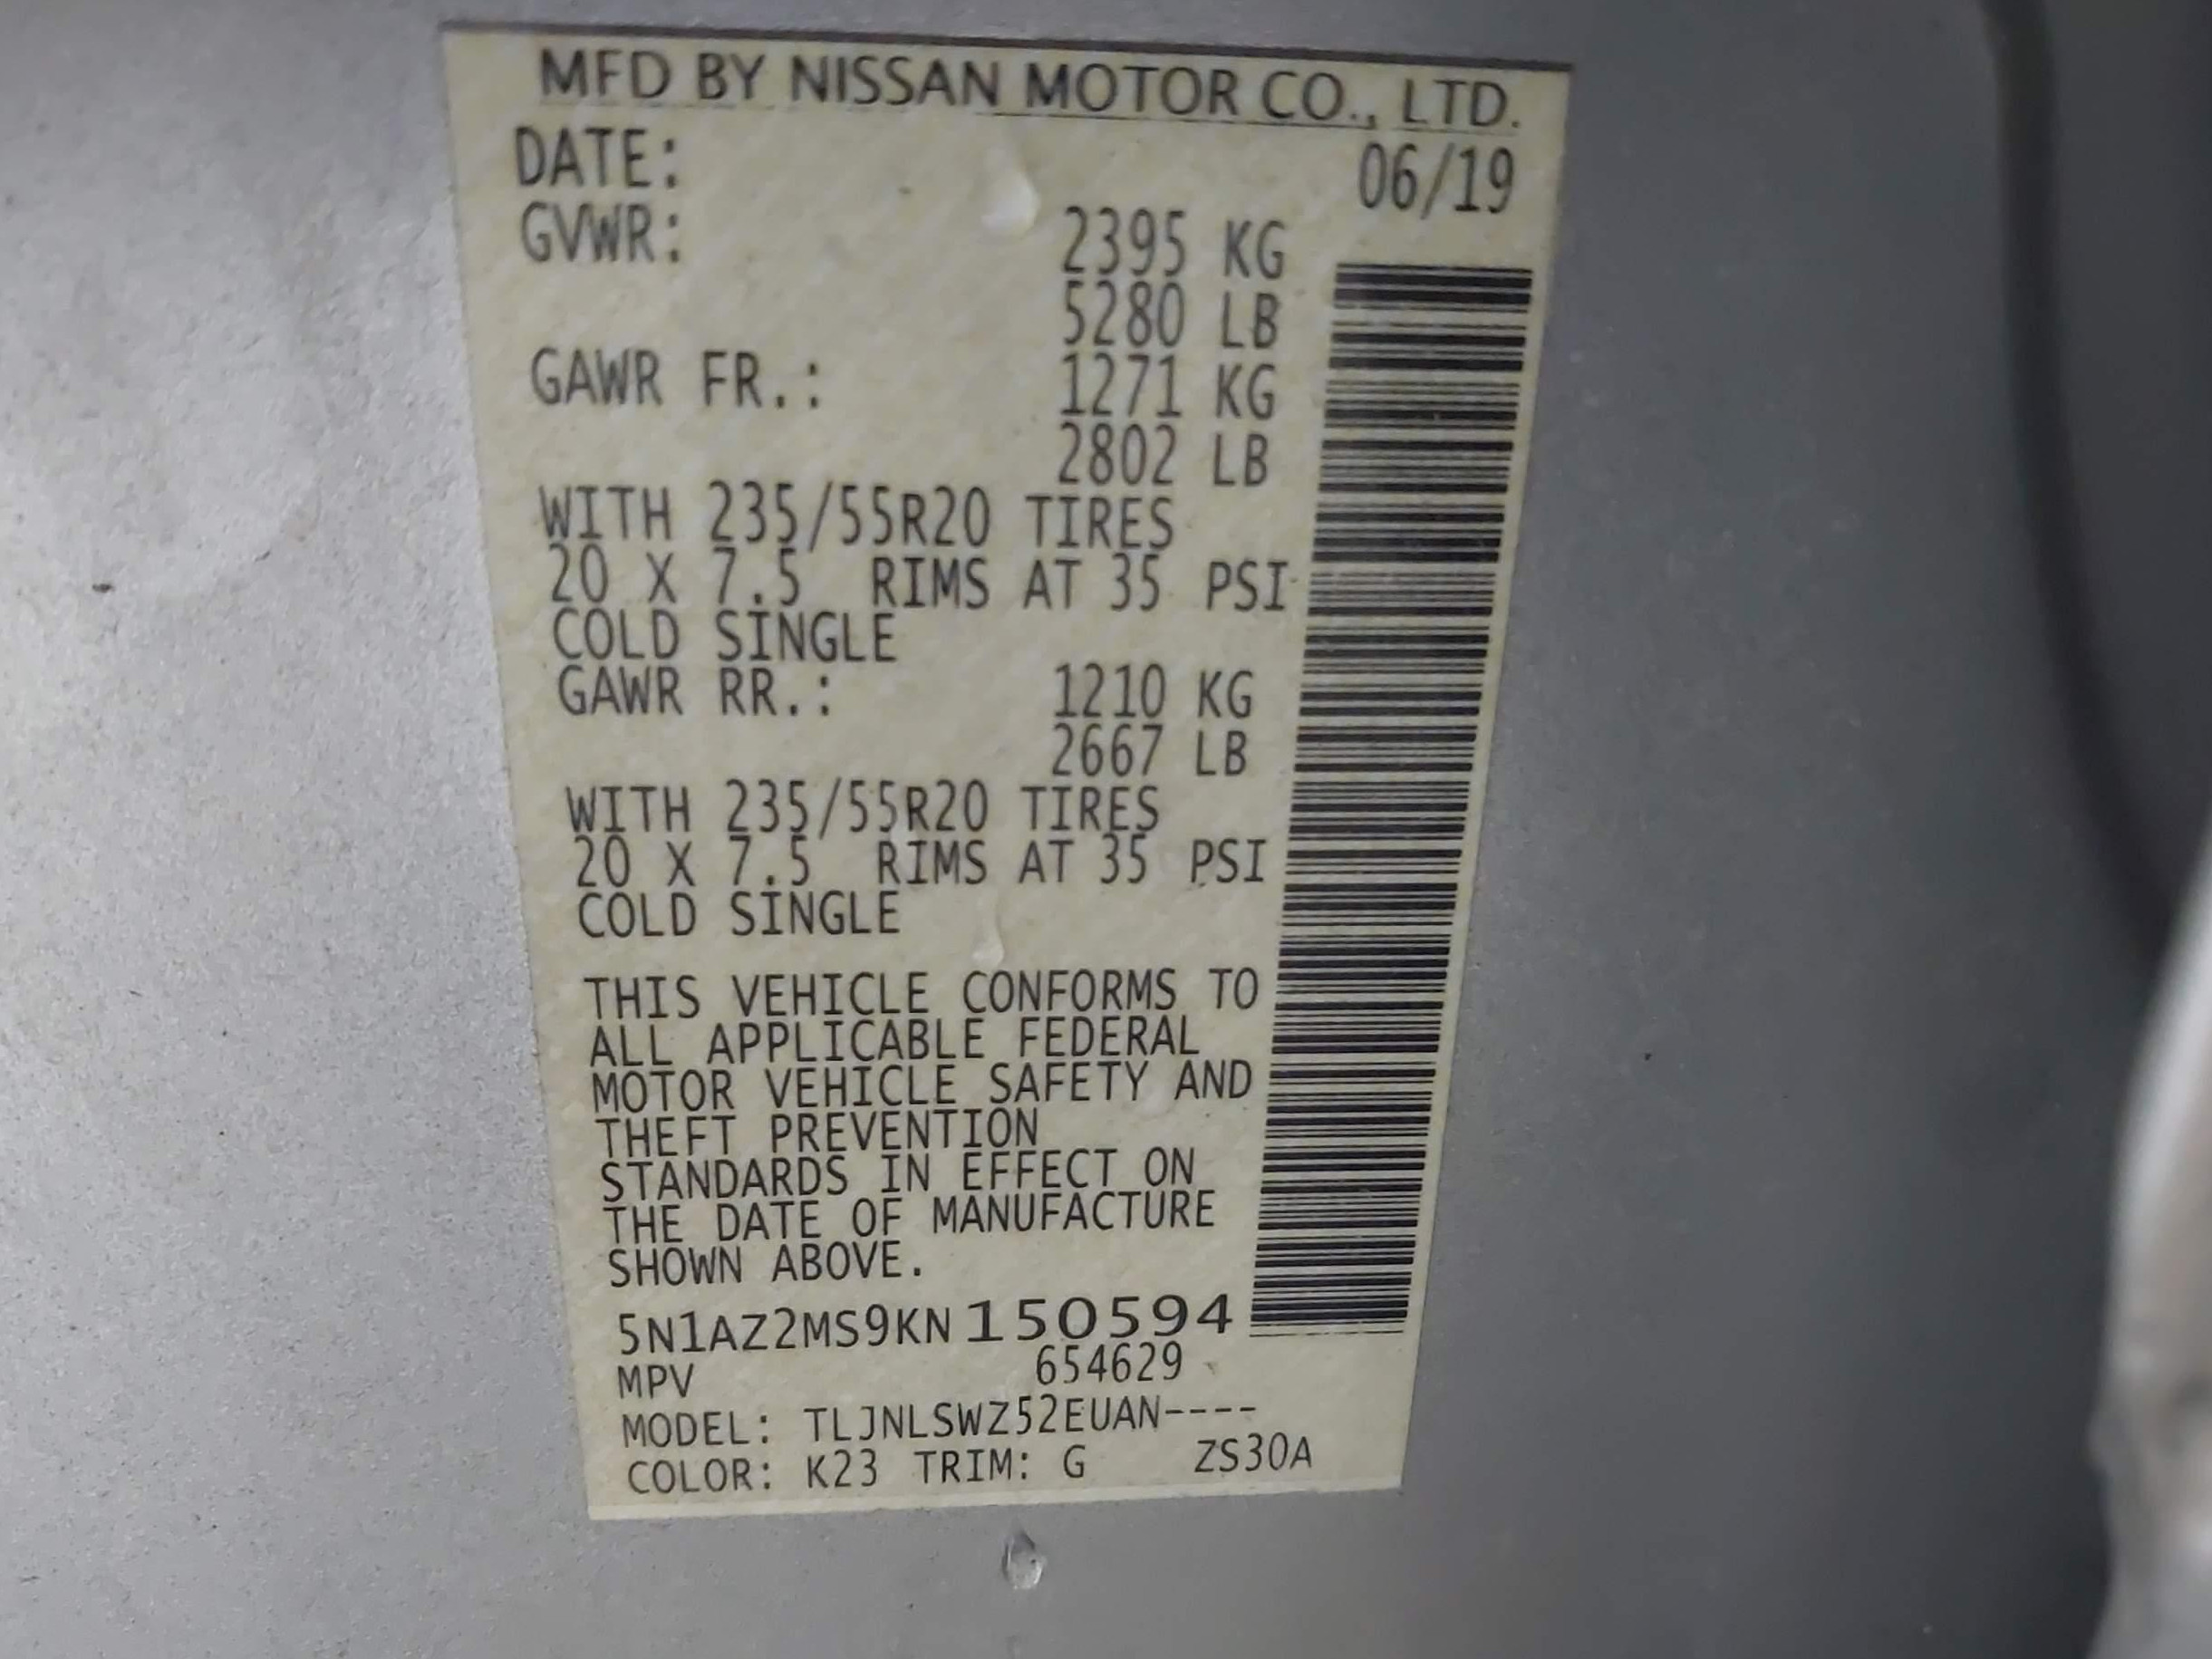 MFD BY NISSAN MOTOR CO., LTD.
DATE: 06/19
GVWR: 2395 KG
5280 LB
GAWR FR.: 1271 KG
2802 LB
WITH 235/55R20 TIRES
20 X 7.5 RIMS AT 35 PSI
COLD SINGLE
GAWR RR.: 1210 KG
2667 LB
WITH 235/55R20 TIRES
20 X 7.5 RIMS AT 35 PSI
COLD SINGLE
THIS VEHICLE CONFORMS TO
ALL APPLICABLE FEDERAL
MOTOR VEHICLE SAFETY AND
THEFT PREVENTION
STANDARDS IN EFFECT ON
THE DATE OF MANUFACTURE
SHOWN ABOVE.
5N1AZ2MS9KN150594
MPV 654629
MODEL: TLJNLSWZ52EUAN----
COLOR: K23 TRIM: G ZS30A